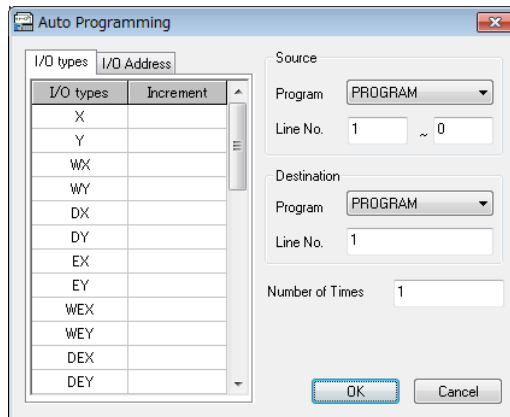 Auto Programming
I/O types
I/O Address
I/O types Increment
X
Y
WX
WY
DX
DY
EX
EY
WEX
WEY
DEX
DEY
Source
Program PROGRAM
Line No. 1 ~ 0
Destination
Program PROGRAM
Line No. 1
Number of Times 1
OK
Cancel